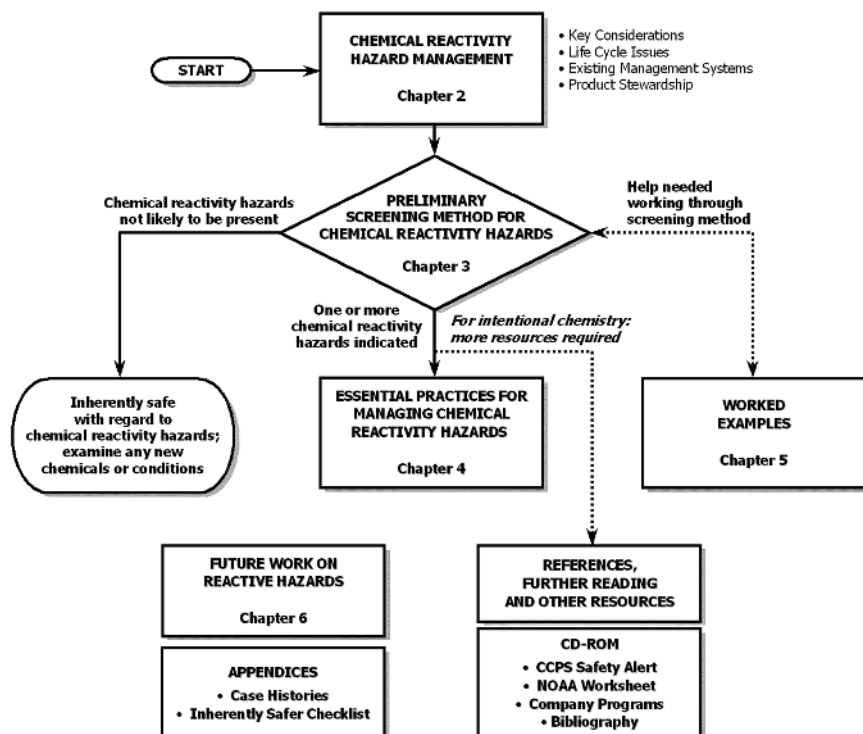 START
CHEMICAL REACTIVITY
HAZARD MANAGEMENT
Chapter 2
• Key Considerations
• Life Cycle Issues
• Existing Management Systems
• Product Stewardship
Chemical reactivity hazards
not likely to be present
PRELIMINARY
SCREENING METHOD FOR
CHEMICAL REACTIVITY HAZARDS
Chapter 3
Help needed
working through
screening method
One or more
chemical reactivity
hazards indicated
For intentional chemistry:
more resources required
Inherently safe
with regard to
chemical reactivity hazards;
examine any new
chemicals or conditions
ESSENTIAL PRACTICES FOR
MANAGING CHEMICAL
REACTIVITY HAZARDS
Chapter 4
WORKED
EXAMPLES
Chapter 5
FUTURE WORK ON
REACTIVE HAZARDS
Chapter 6
REFERENCES,
FURTHER READING
AND OTHER RESOURCES
APPENDICES
• Case Histories
• Inherently Safer Checklist
CD-ROM
• CCPS Safety Alert
• NOAA Worksheet
• Company Programs
• Bibliography